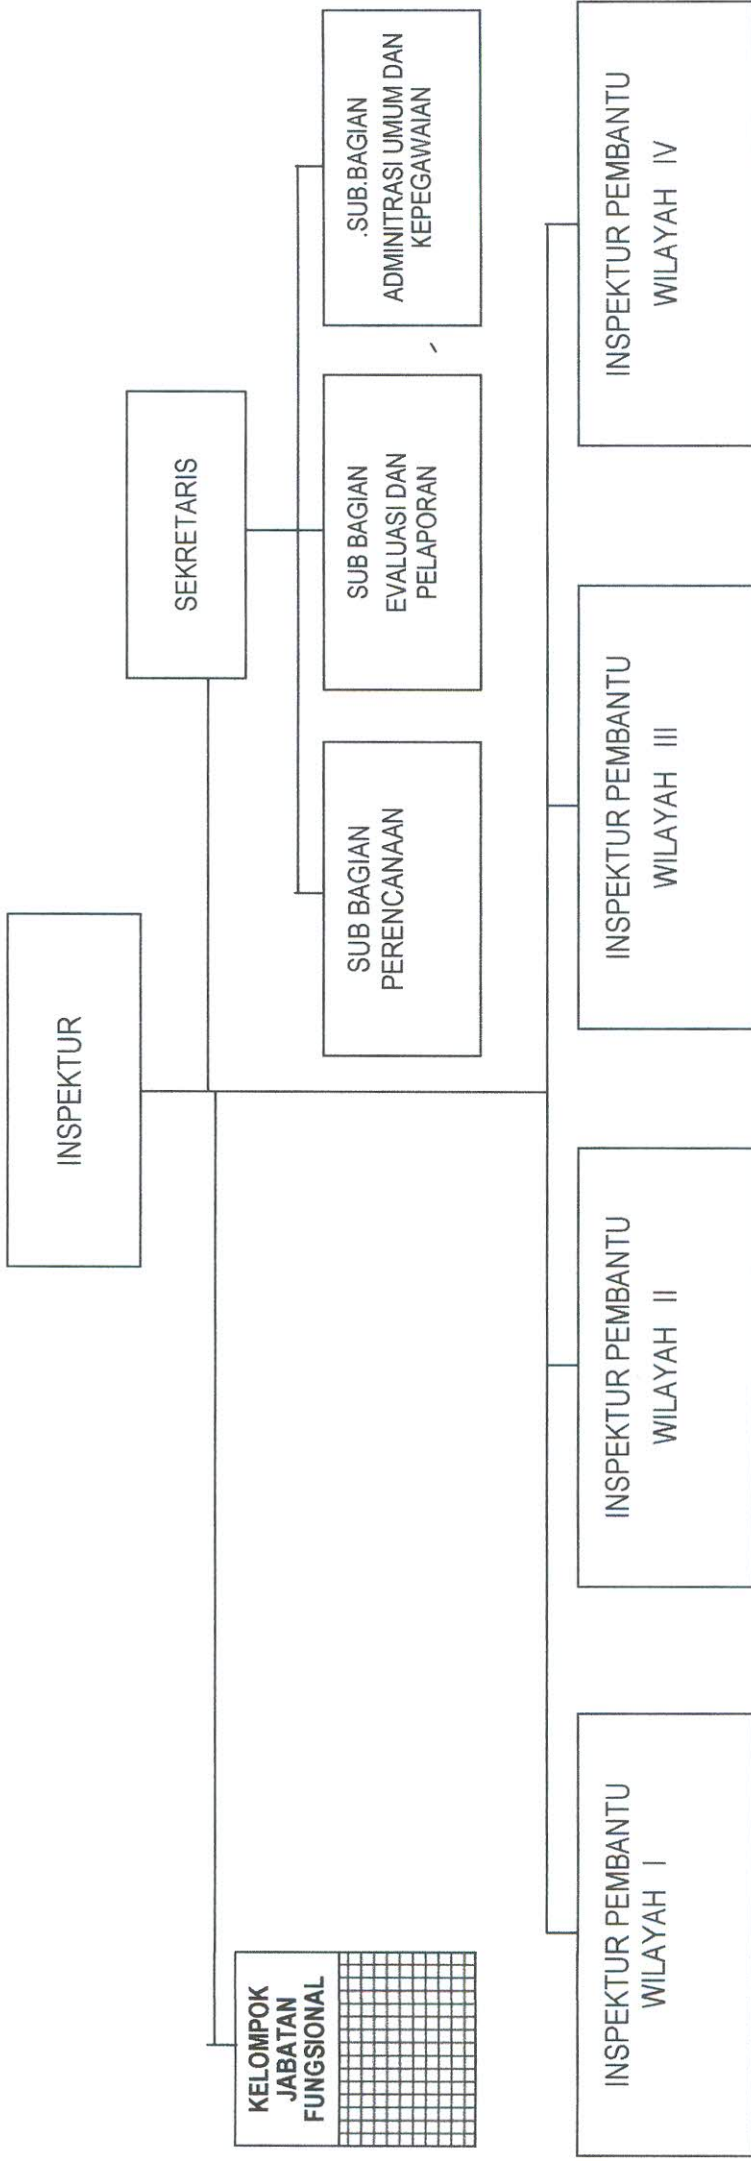 INSPEKTUR
SEKRETARIS
KELOMPOK
JABATAN
FUNGSIONAL
SUB BAGIAN
PERENCANAAN
SUB BAGIAN
EVALUASI DAN
PELAPORAN
.SUB.BAGIAN
ADMINITRASI UMUM DAN
KEPEGAWAIAN
INSPEKTUR PEMBANTU
WILAYAH I
INSPEKTUR PEMBANTU
WILAYAH II
INSPEKTUR PEMBANTU
WILAYAH III
INSPEKTUR PEMBANTU
WILAYAH IV